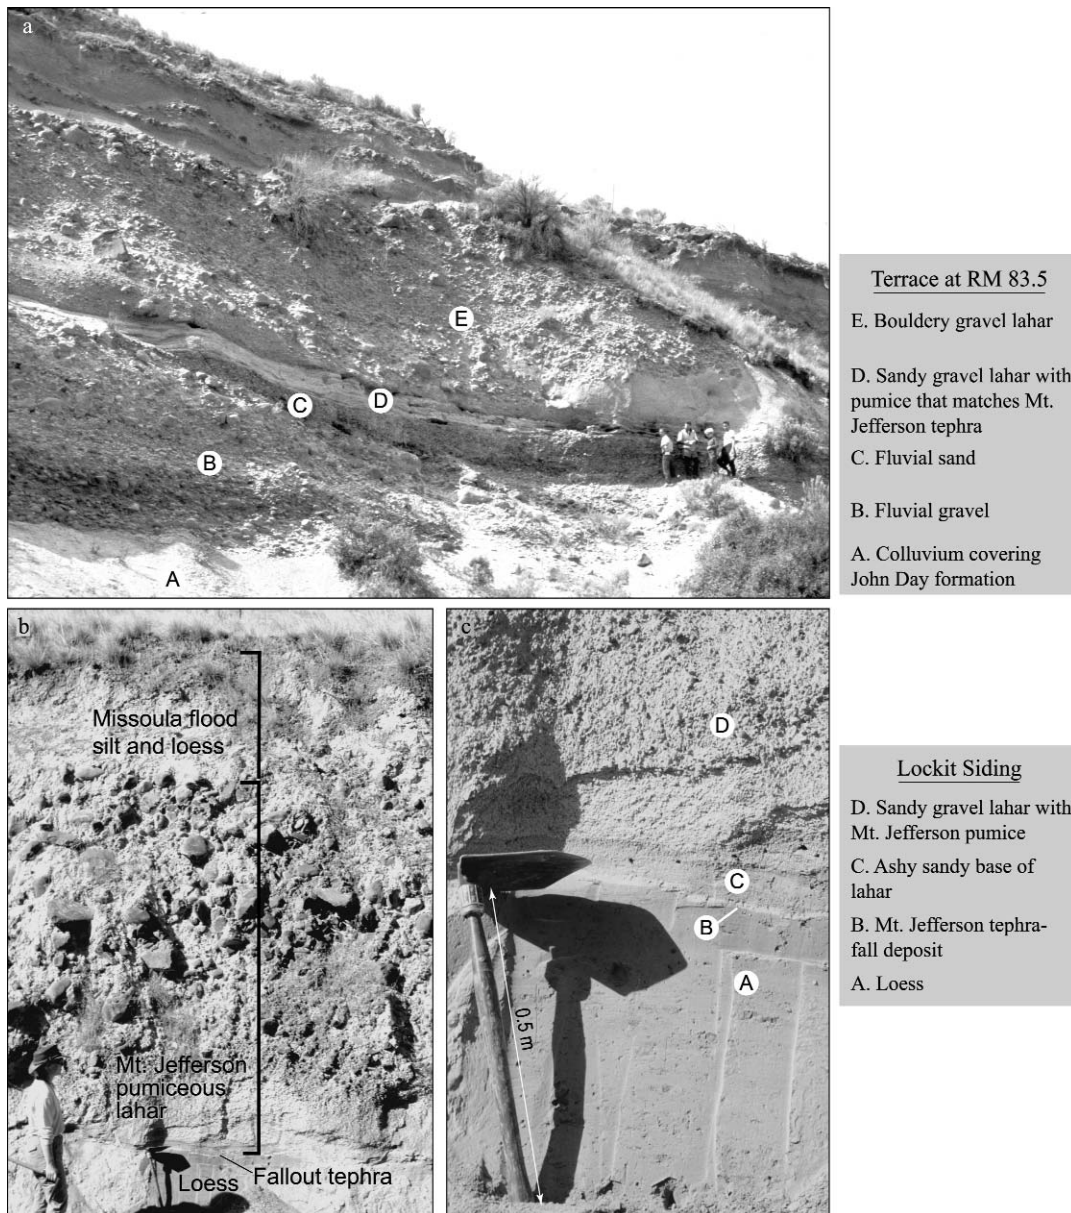 a
E
D
C
B
A
Terrace at RM 83.5
E. Bouldery gravel lahar
D. Sandy gravel lahar with
pumice that matches Mt.
Jefferson tephra
C. Fluvial sand
B. Fluvial gravel
A. Colluvium covering
John Day formation
b
Missoula flood
silt and loess
Mt. Jefferson
pumiceous
lahar
Fallout tephra
Loess
c
D
C
B
A
0.5 m
Lockit Siding
D. Sandy gravel lahar with
Mt. Jefferson pumice
C. Ashy sandy base of
lahar
B. Mt. Jefferson tephra-
fall deposit
A. Loess